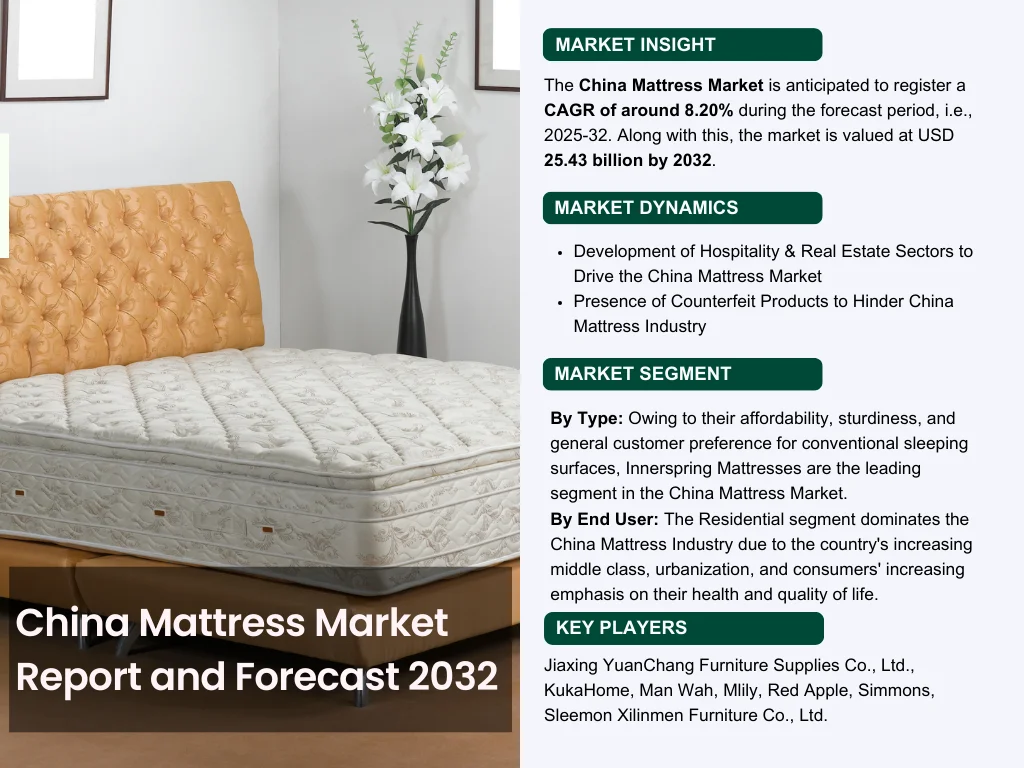 China Mattress Market
Report and Forecast 2032
MARKET INSIGHT
The China Mattress Market is anticipated to register a
CAGR of around 8.20% during the forecast period, i.e.,
2025-32. Along with this, the market is valued at USD
25.43 billion by 2032.
MARKET DYNAMICS
• Development of Hospitality & Real Estate Sectors to
Drive the China Mattress Market
• Presence of Counterfeit Products to Hinder China
Mattress Industry
MARKET SEGMENT
By Type: Owing to their affordability, sturdiness, and
general customer preference for conventional sleeping
surfaces, Innerspring Mattresses are the leading
segment in the China Mattress Market.
By End User: The Residential segment dominates the
China Mattress Industry due to the country's increasing
middle class, urbanization, and consumers' increasing
emphasis on their health and quality of life.
KEY PLAYERS
Jiaxing YuanChang Furniture Supplies Co., Ltd.,
KukaHome, Man Wah, Mlily, Red Apple, Simmons,
Sleemon Xilinmen Furniture Co., Ltd.